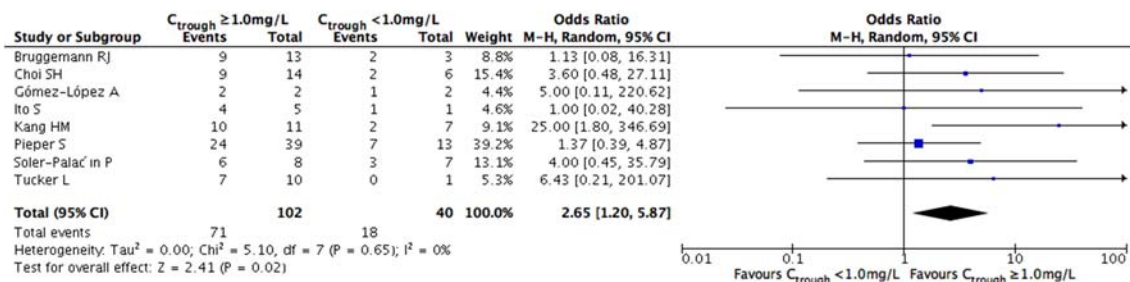 C_trough ≥1.0mg/L C_trough <1.0mg/L Odds Ratio Odds Ratio
Study or Subgroup Events Total Events Total Weight M-H, Random, 95% CI M-H, Random, 95% CI
Bruggemann RJ 9 13 2 3 8.8% 1.13 [0.08, 16.31]
Choi SH 9 14 2 6 15.4% 3.60 [0.48, 27.11]
Gómez-López A 2 2 1 2 4.4% 5.00 [0.11, 220.62]
Ito S 4 5 1 1 4.6% 1.00 [0.02, 40.28]
Kang HM 10 11 2 7 9.1% 25.00 [1.80, 346.69]
Pieper S 24 39 7 13 39.2% 1.37 [0.39, 4.87]
Soler-Palać ın P 6 8 3 7 13.1% 4.00 [0.45, 35.79]
Tucker L 7 10 0 1 5.3% 6.43 [0.21, 201.07]
Total (95% CI) 102 40 100.0% 2.65 [1.20, 5.87]
Total events 71 18
Heterogeneity: Tau² = 0.00; Chi² = 5.10, df = 7 (P = 0.65); I² = 0%
Test for overall effect: Z = 2.41 (P = 0.02)
0.01 0.1 1 10 100
Favours C_trough <1.0mg/L Favours C_trough ≥1.0mg/L